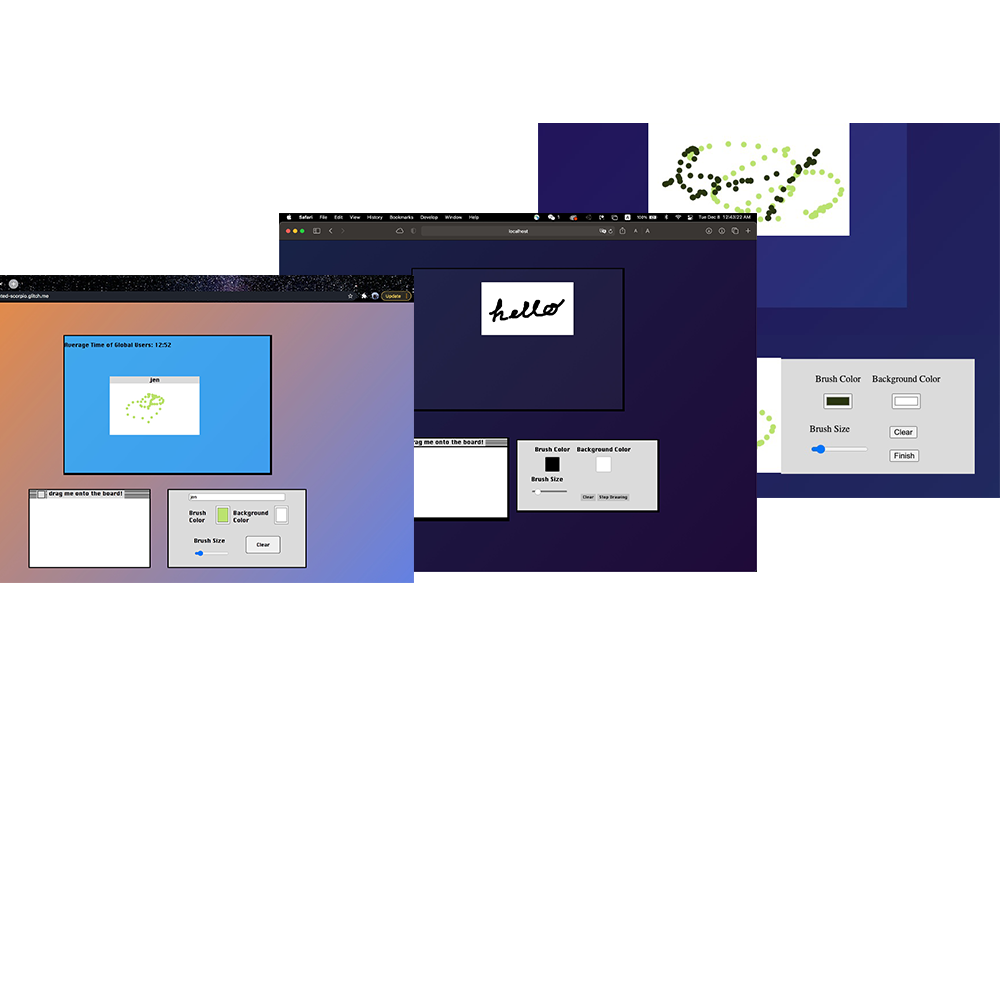 Safari File Edit View History Bookmarks Develop Window Help
1
A
100%
Tue Dec 8 12:43:22 AM
localhost
A A
hello
rag me onto the board!
Brush Color Background Color
Brush Size
Clear Stop Drawing
ted-scorpio.glitch.me
Update
Average Time of Global Users: 12:52
jen
drag me onto the board!
jen
Brush Color
Background Color
Brush Size
Clear
Brush Color Background Color
Brush Size
Clear
Finish